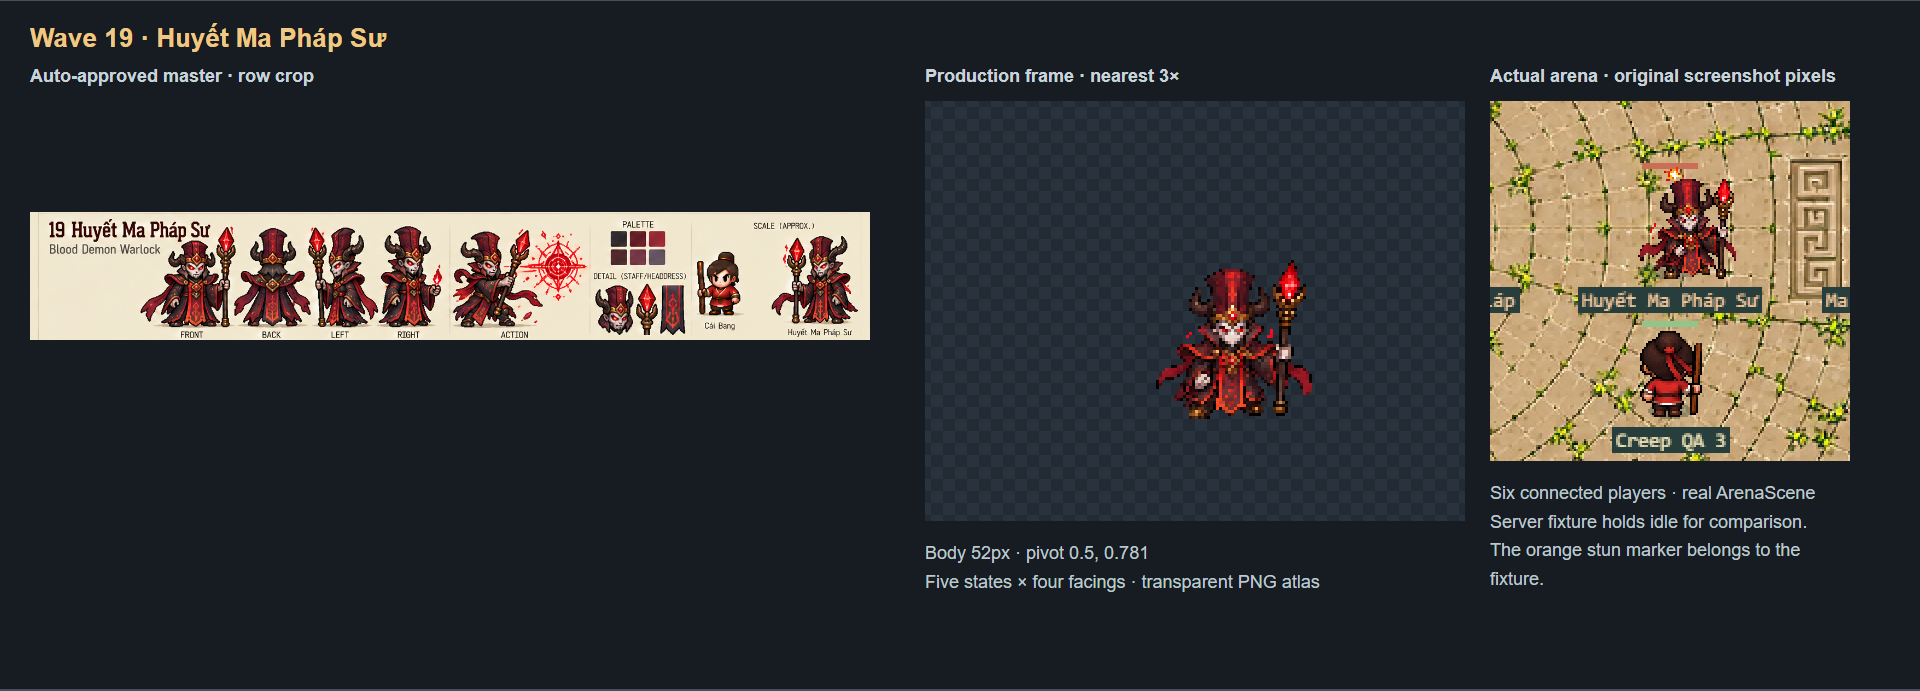 Wave 19 · Huyết Ma Pháp Sư
Auto-approved master · row crop
19 Huyết Ma Pháp Sư
Blood Demon Warlock
FRONT
BACK
LEFT
RIGHT
ACTION
PALETTE
DETAIL (STAFF/HEADDRESS)
Cái Bang
SCALE (APPROX.)
Huyết Ma Pháp Sư
Production frame · nearest 3×
Body 52px · pivot 0.5, 0.781
Five states × four facings · transparent PNG atlas
Actual arena · original screenshot pixels
áp
Huyết Ma Pháp Sư
Ma
Creep QA 3
Six connected players · real ArenaScene
Server fixture holds idle for comparison.
The orange stun marker belongs to the
fixture.